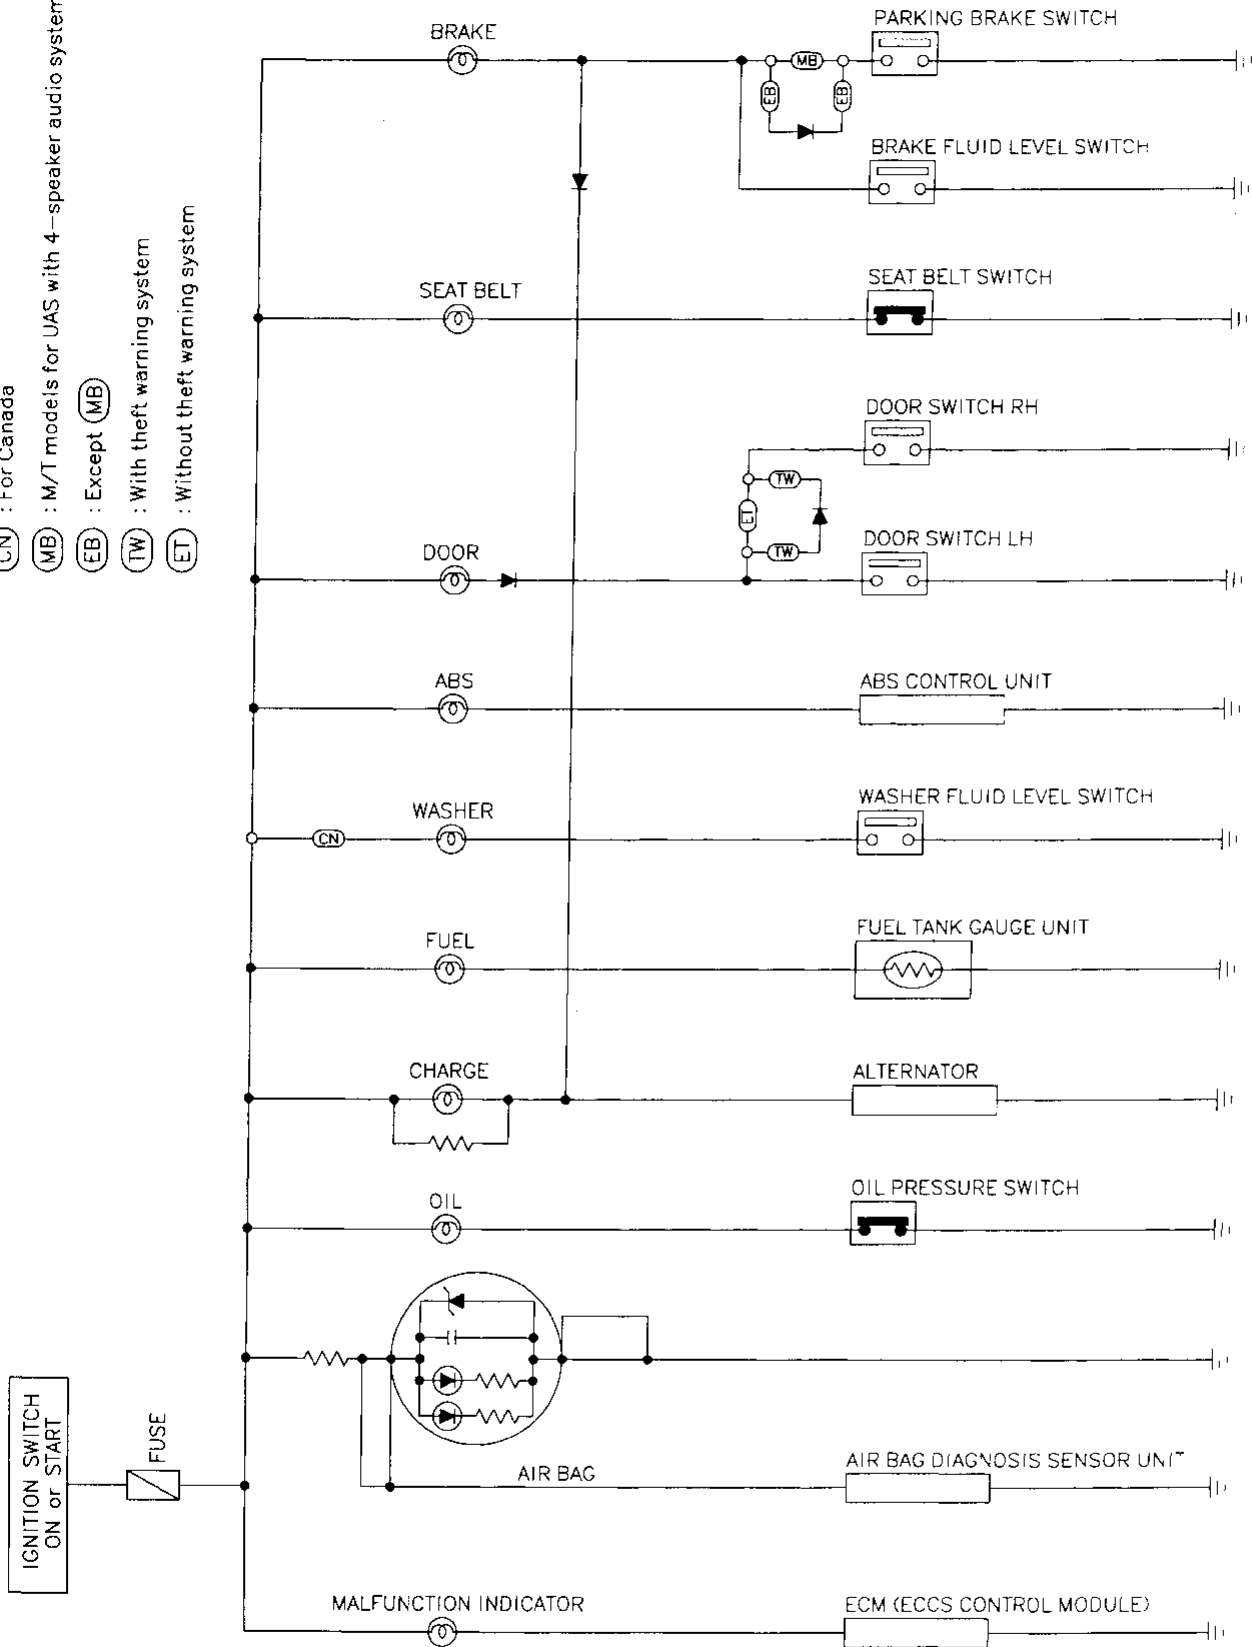 CN : For Canada
MB : M/T models for UAS with 4-speaker audio system
EB : Except MB
TW : With theft warning system
ET : Without theft warning system
IGNITION SWITCH
ON or START
FUSE
BRAKE
PARKING BRAKE SWITCH
MB
EB
EB
BRAKE FLUID LEVEL SWITCH
SEAT BELT
SEAT BELT SWITCH
DOOR SWITCH RH
TW
ET
TW
DOOR
DOOR SWITCH LH
ABS
ABS CONTROL UNIT
WASHER
WASHER FLUID LEVEL SWITCH
CN
FUEL
FUEL TANK GAUGE UNIT
CHARGE
ALTERNATOR
OIL
OIL PRESSURE SWITCH
AIR BAG
AIR BAG DIAGNOSIS SENSOR UNIT
MALFUNCTION INDICATOR
ECM (ECCS CONTROL MODULE)